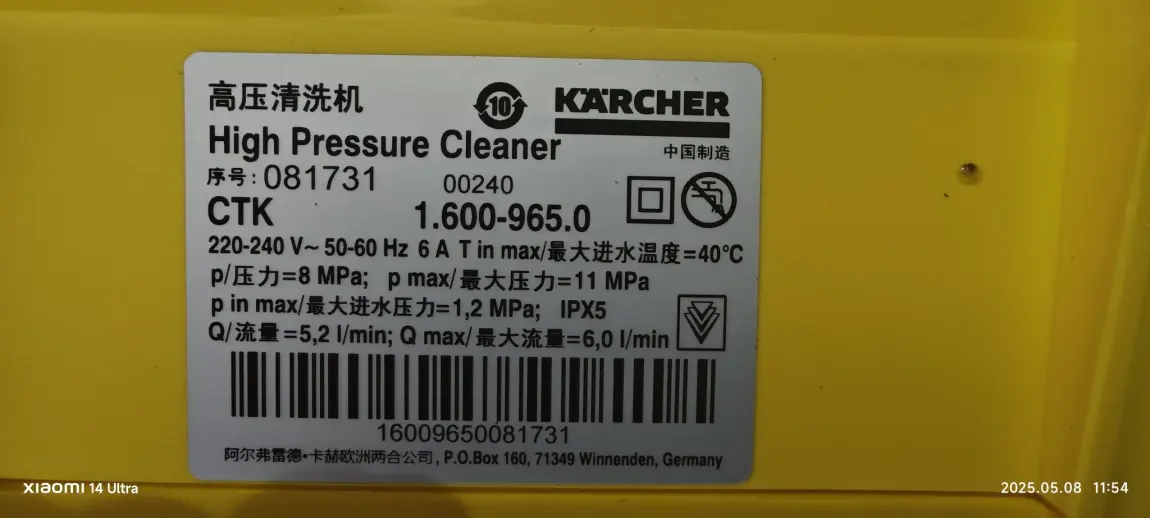 高压清洗机
10
KÄRCHER
High Pressure Cleaner
中国制造
序号: 081731 00240
CTK 1.600-965.0
220-240 V~ 50-60 Hz 6 A T in max/最大进水温度=40℃
p/压力=8 MPa; p max/最大压力=11 MPa
p in max/最大进水压力=1,2 MPa; IPX5
Q/流量=5,2 l/min; Q max/最大流量=6,0 l/min
16009650081731
阿尔弗雷德•卡赫欧洲两合公司, P.O.Box 160, 71349 Winnenden, Germany
xiaomi 14 Ultra
2025.05.08 11:54